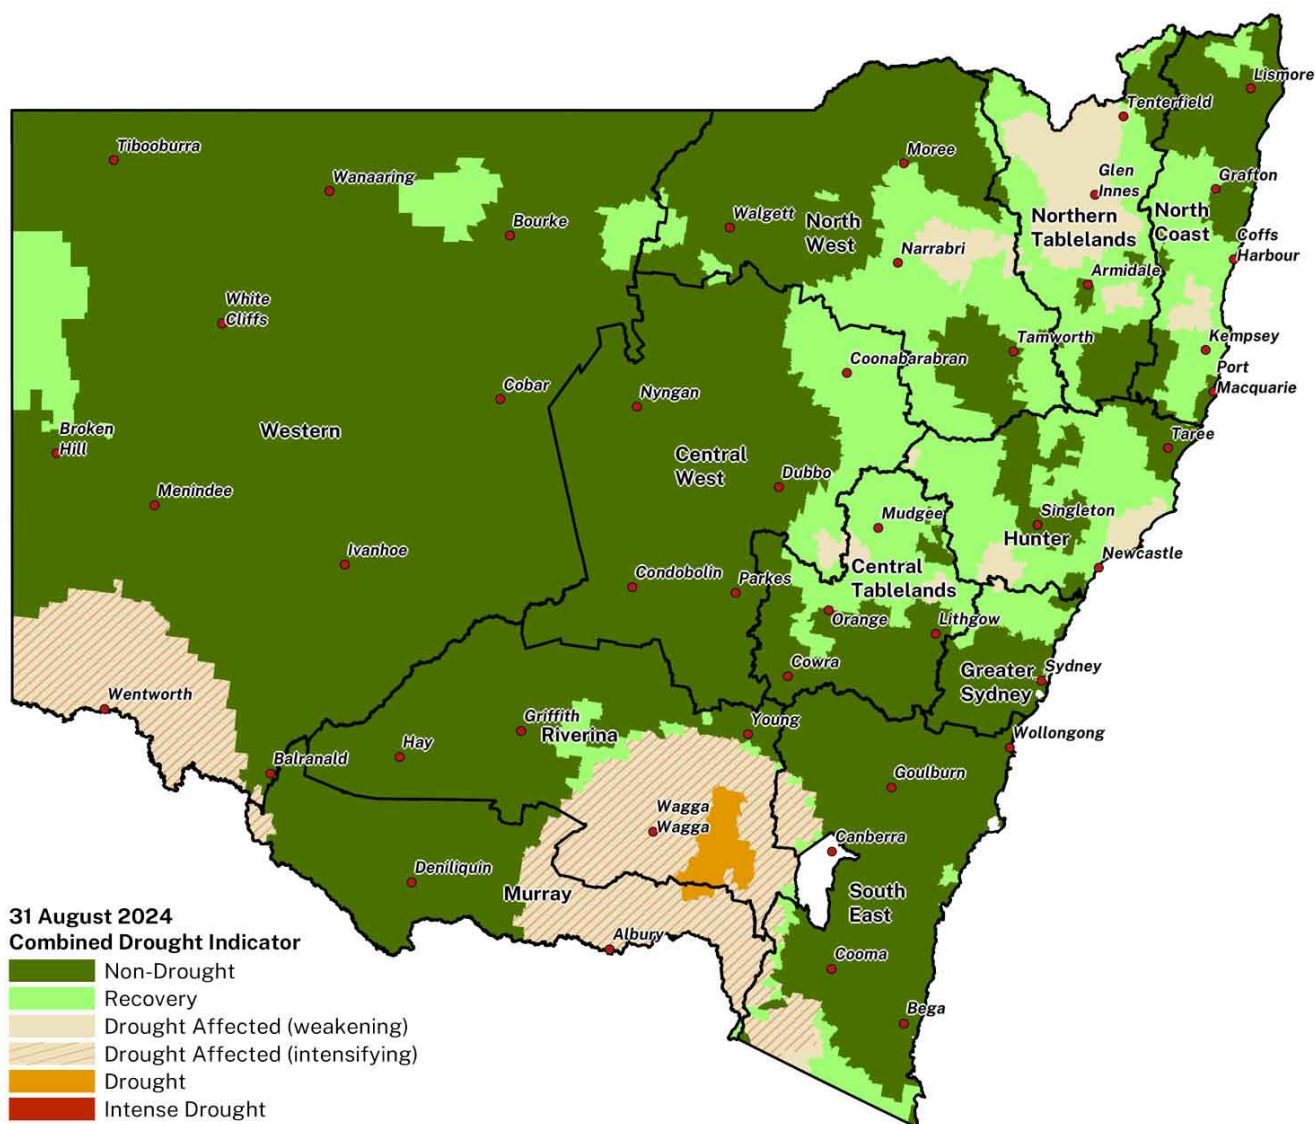 Lismore
Tenterfield
Tibooburra
Moree
Wanaaring
Glen
Innes
Grafton
Bourke
Walgett
North
West
Northern
Tablelands
North
Coast
Coffs
Harbour
Narrabri
Armidale
White
Cliffs
Tamworth
Kempsey
Coonabarabran
Port
Macquarie
Cobar
Nyngan
Broken
Hill
Western
Taree
Central
West
Dubbo
Menindee
Mudgee
Singleton
Hunter
Ivanhoe
Newcastle
Condobolin
Parkes
Central
Tablelands
Orange
Lithgow
Cowra
Greater
Sydney
Sydney
Wentworth
Griffith
Riverina
Young
Wollongong
Hay
Balranald
Goulburn
Wagga
Wagga
Canberra
Deniliquin
Murray
South
East
Albury
Cooma
Bega
31 August 2024
Combined Drought Indicator
Non-Drought
Recovery
Drought Affected (weakening)
Drought Affected (intensifying)
Drought
Intense Drought